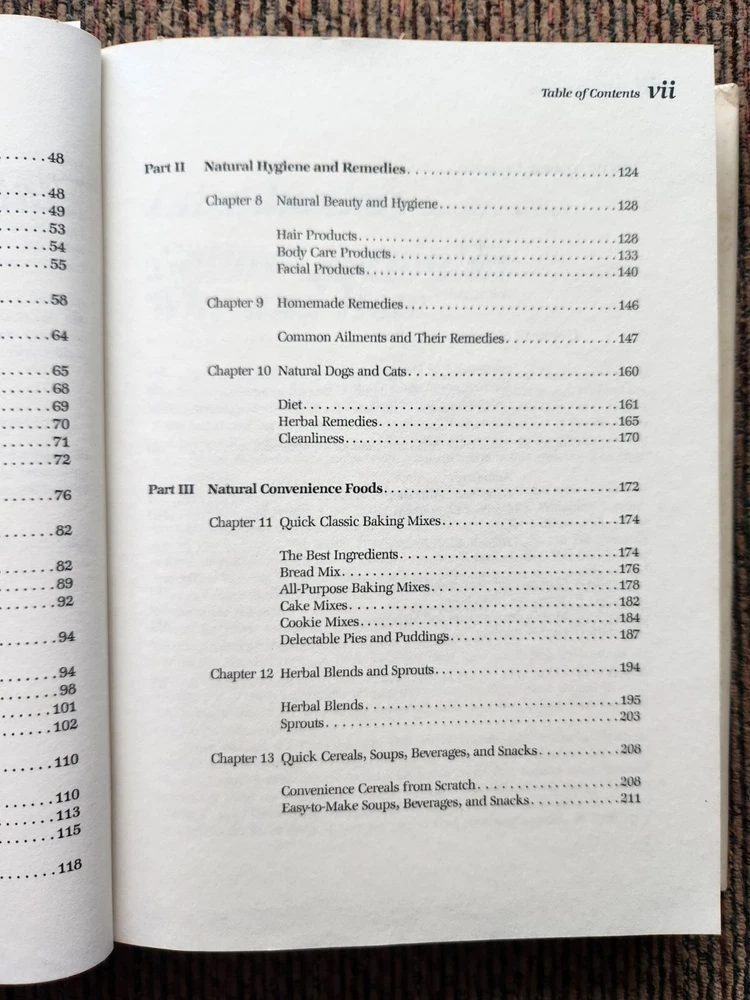 .....48
.....48
.....49
.....53
.....54
.....55
.....58
.....64
.....65
.....68
.....69
.....70
.....71
.....72
.....76
.....82
.....82
.....89
.....92
.....94
.....94
.....98
.....101
.....102
.....110
.....110
.....113
.....115
.....118
Table of Contents vii
Part II Natural Hygiene and Remedies.....124
Chapter 8 Natural Beauty and Hygiene.....128
Hair Products.....128
Body Care Products.....133
Facial Products.....140
Chapter 9 Homemade Remedies.....146
Common Ailments and Their Remedies.....147
Chapter 10 Natural Dogs and Cats.....160
Diet.....161
Herbal Remedies.....165
Cleanliness.....170
Part III Natural Convenience Foods.....172
Chapter 11 Quick Classic Baking Mixes.....174
The Best Ingredients.....174
Bread Mix.....176
All-Purpose Baking Mixes.....178
Cake Mixes.....182
Cookie Mixes.....184
Delectable Pies and Puddings.....187
Chapter 12 Herbal Blends and Sprouts.....194
Herbal Blends.....195
Sprouts.....203
Chapter 13 Quick Cereals, Soups, Beverages, and Snacks.....208
Convenience Cereals from Scratch.....208
Easy-to-Make Soups, Beverages, and Snacks.....211